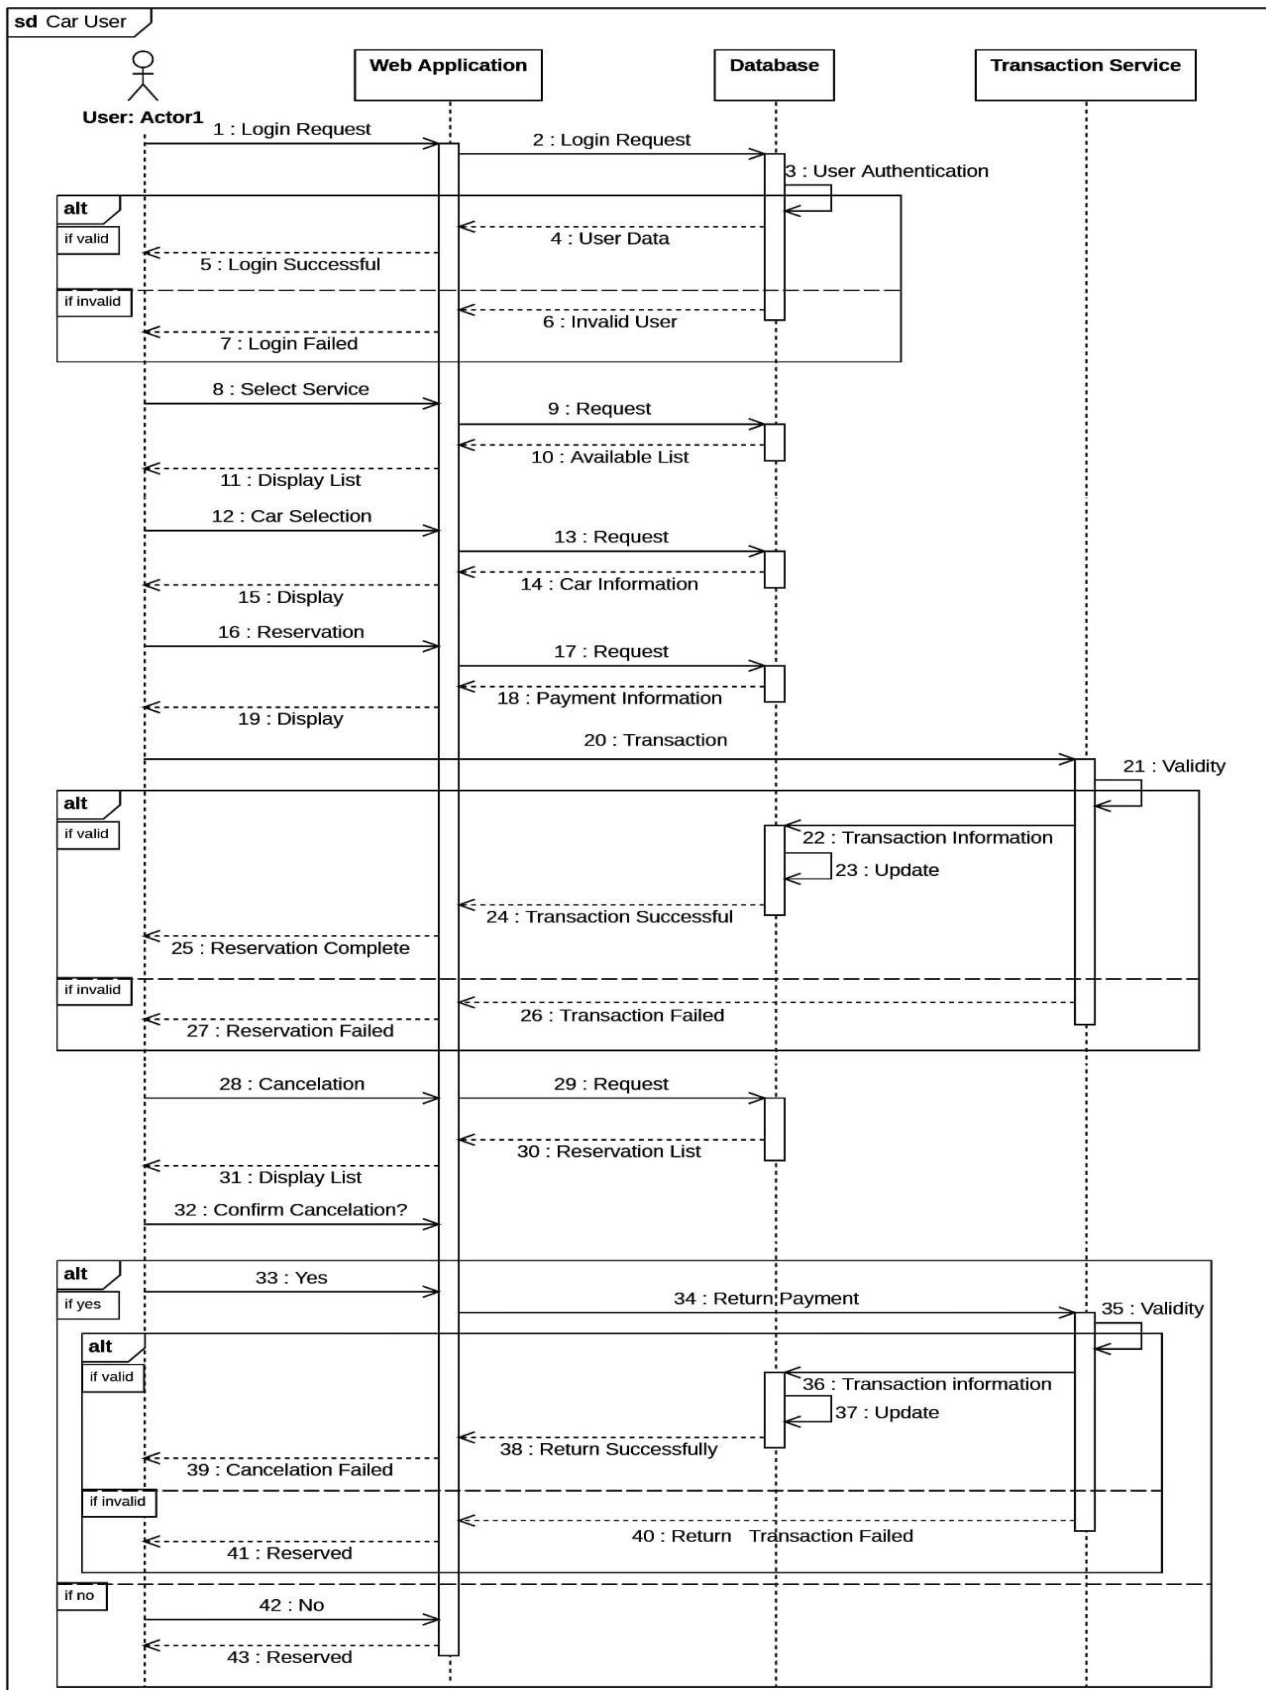 sd Car User
Web Application
Database
Transaction Service
User: Actor1
1 : Login Request
2 : Login Request
3 : User Authentication
alt
if valid
4 : User Data
5 : Login Successful
if invalid
6 : Invalid User
7 : Login Failed
8 : Select Service
9 : Request
10 : Available List
11 : Display List
12 : Car Selection
13 : Request
14 : Car Information
15 : Display
16 : Reservation
17 : Request
18 : Payment Information
19 : Display
20 : Transaction
21 : Validity
alt
if valid
22 : Transaction Information
23 : Update
24 : Transaction Successful
25 : Reservation Complete
if invalid
26 : Transaction Failed
27 : Reservation Failed
28 : Cancelation
29 : Request
30 : Reservation List
31 : Display List
32 : Confirm Cancelation?
alt
33 : Yes
if yes
34 : Return Payment
35 : Validity
alt
if valid
36 : Transaction information
37 : Update
38 : Return Successfully
39 : Cancelation Failed
if invalid
40 : Return Transaction Failed
41 : Reserved
if no
42 : No
43 : Reserved